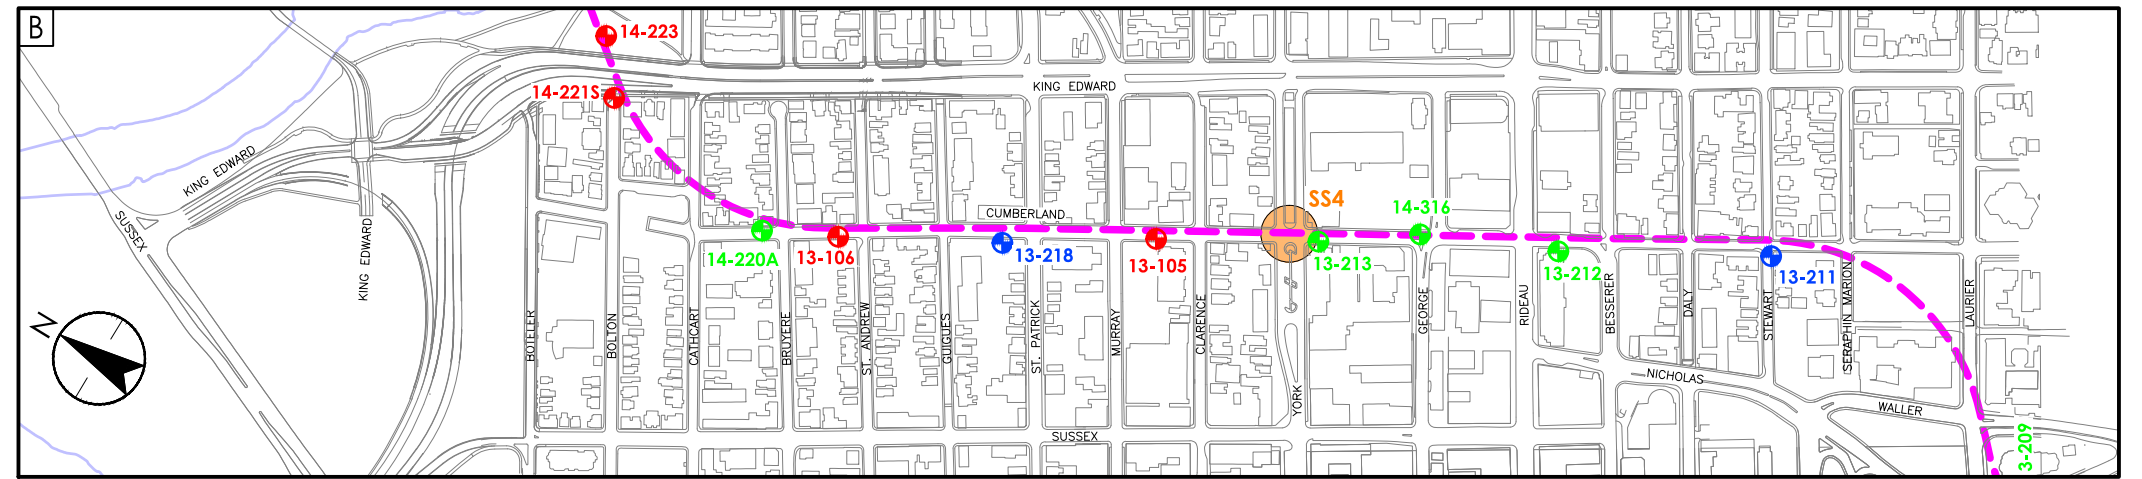 B
14-223
14-221S
KING EDWARD
KING EDWARD
SUSSEX
KING EDWARD
CUMBERLAND
SS4
14-316
14-220A
13-106
13-218
13-105
13-213
13-212
13-211
N
BOTELER
BOLTON
CATHCART
BRUYERE
ST. ANDREW
GUIGUES
ST. PATRICK
MURRAY
CLARENCE
YORK
GEORGE
RIDEAU
BESSERER
DALY
STEWART
SERAPHIN MARION
LAURIER
NICHOLAS
WALLER
SUSSEX
3-209